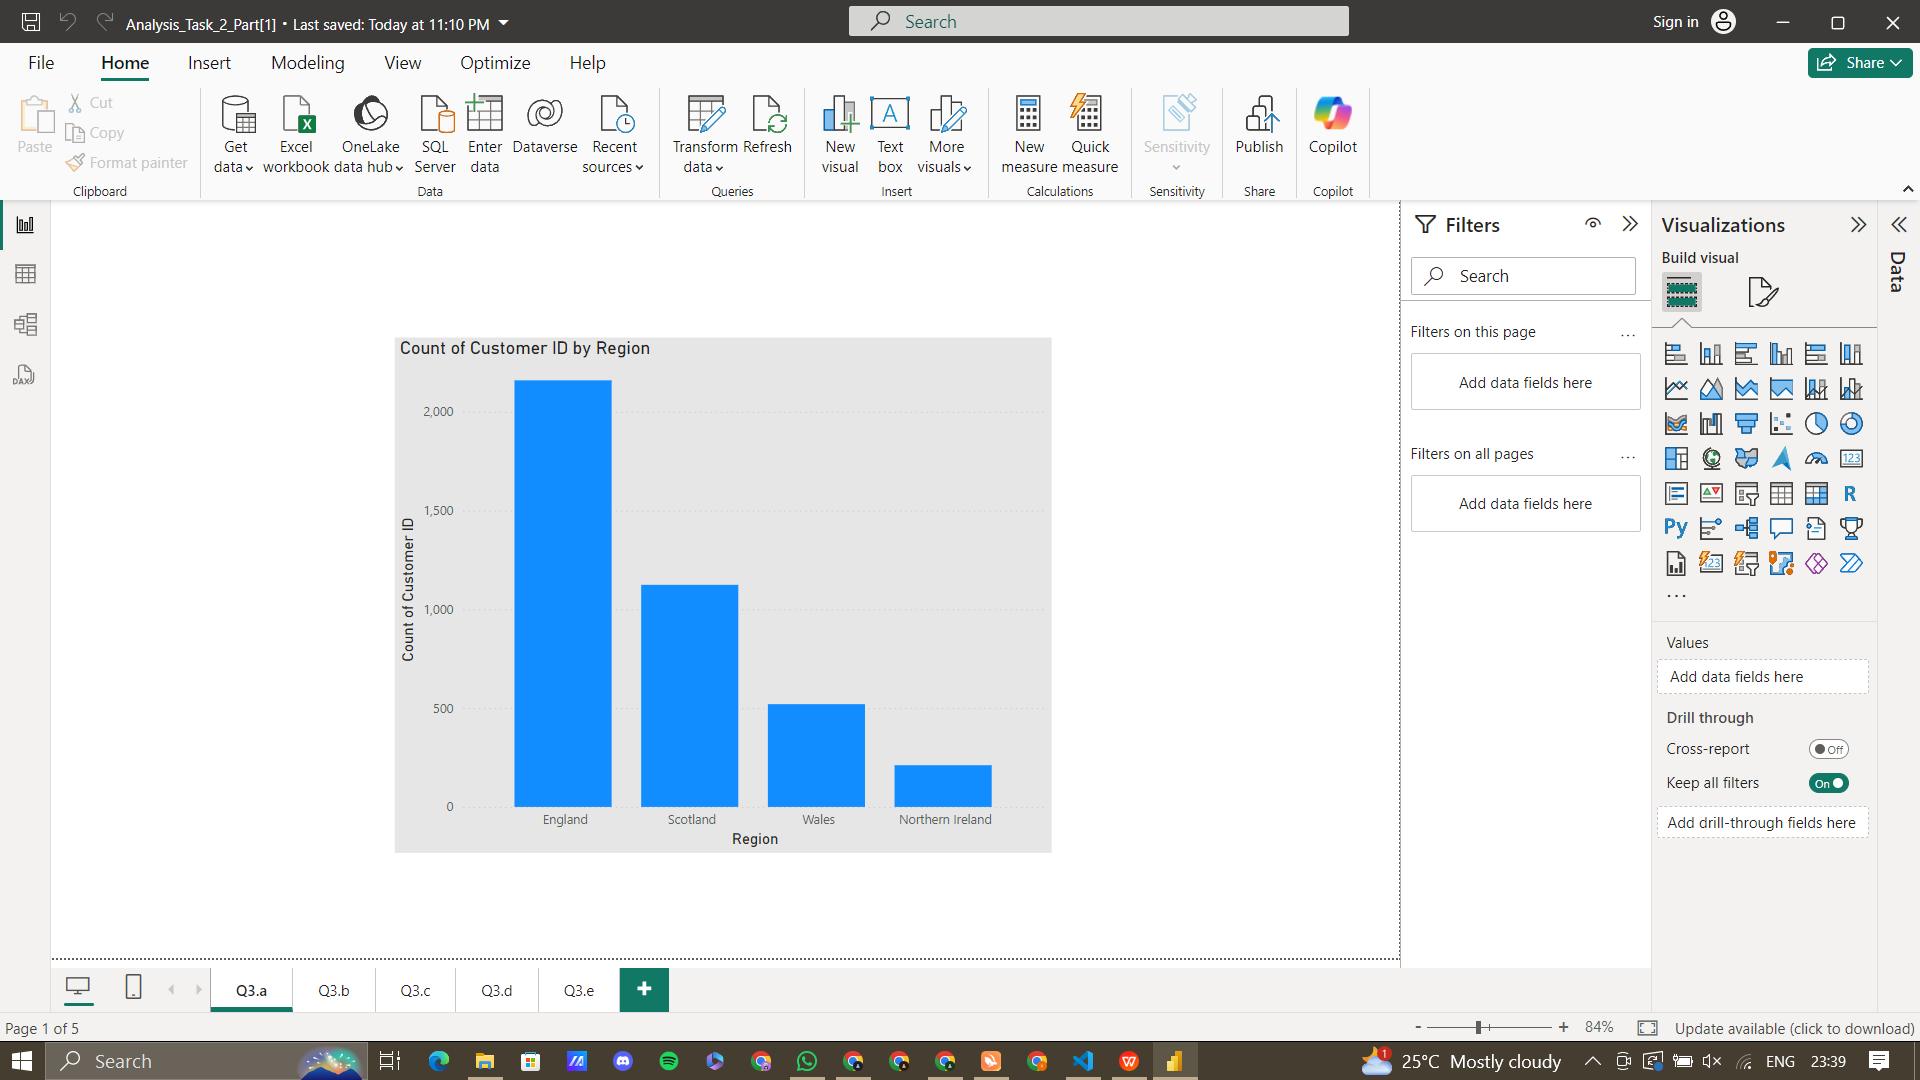 Analysis_Task_2_Part[1] • Last saved: Today at 11:10 PM
Search
Sign in
File Home Insert Modeling View Optimize Help
Share
Paste
Cut
Copy
Format painter
Clipboard
Get data
Excel workbook
OneLake data hub
SQL Server
Enter data
Dataverse
Recent sources
Data
Transform data
Refresh
Queries
New visual
Text box
More visuals
Insert
New measure
Quick measure
Calculations
Sensitivity
Sensitivity
Publish
Share
Copilot
Copilot
Count of Customer ID by Region
Count of Customer ID
2,000
1,500
1,000
500
0
England Scotland Wales Northern Ireland
Region
Filters
Search
Filters on this page
Add data fields here
Filters on all pages
Add data fields here
Visualizations
Build visual
123
R
Py
123
Values
Add data fields here
Drill through
Cross-report Off
Keep all filters On
Add drill-through fields here
Data
DAX
Q3.a Q3.b Q3.c Q3.d Q3.e
Page 1 of 5
- + 84%
Update available (click to download)
Search
1
25°C Mostly cloudy
ENG
23:39